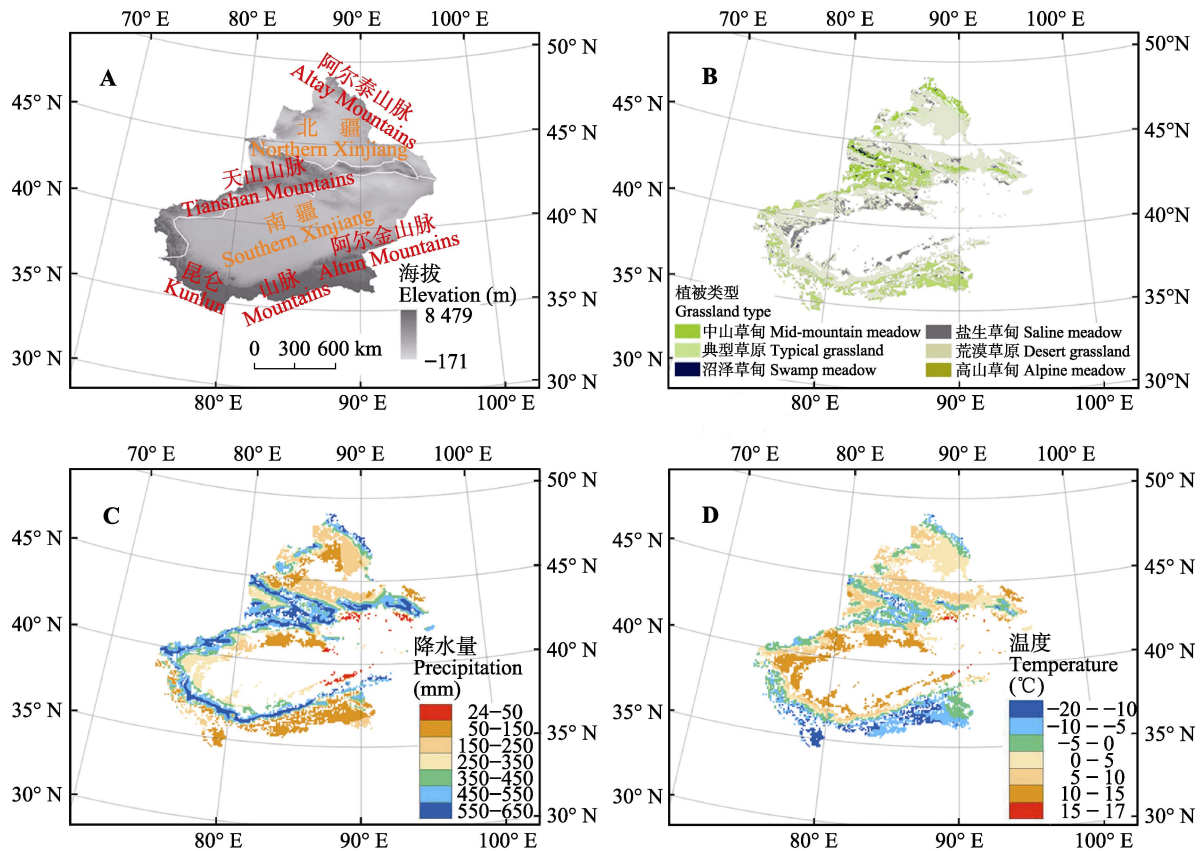 70° E
80° E
90° E
100° E
50° N
45° N
40° N
35° N
30° N
45° N
40° N
35° N
30° N
80° E
90° E
100° E
A
阿尔泰山脉
Altay Mountains
北 疆
Northern Xinjiang
天山山脉
Tianshan Mountains
南 疆
Southern Xinjiang
阿尔金山脉
Altun Mountains
昆仑
Kunlun
山脉
Mountains
海拔
Elevation (m)
8 479
−171
0 300 600 km
70° E
80° E
90° E
100° E
50°N
45° N
40° N
35° N
30°N
45° N
40° N
35° N
30° N
80° E
90° E
100° E
B
植被类型
Grassland type
中山草甸 Mid-mountain meadow
典型草原 Typical grassland
沼泽草甸 Swamp meadow
盐生草甸 Saline meadow
荒漠草原 Desert grassland
高山草甸 Alpine meadow
70° E
80° E
90° E
100° E
50° N
45° N
40° N
35° N
30° N
45° N
40° N
35° N
30° N
80° E
90° E
100° E
C
降水量
Precipitation
(mm)
24−50
50−150
150−250
250−350
350−450
450−550
550−650
70° E
80° E
90° E
100° E
50° N
45° N
40° N
35° N
30° N
45° N
40° N
35° N
30° N
80° E
90° E
100° E
D
温度
Temperature
(℃)
−20 − −10
−10 − −5
−5 − 0
0 − 5
5 − 10
10 − 15
15 − 17